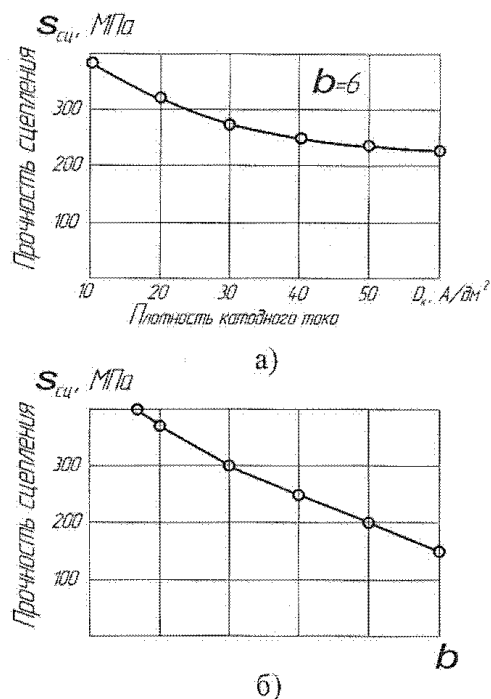 Sсц, МПа
Прочность сцепления
300
200
100
b=6
10 20 30 40 50 Dк, А/дм²
Плотность катодного тока
а)
Sсц, МПа
Прочность сцепления
300
200
100
b
б)